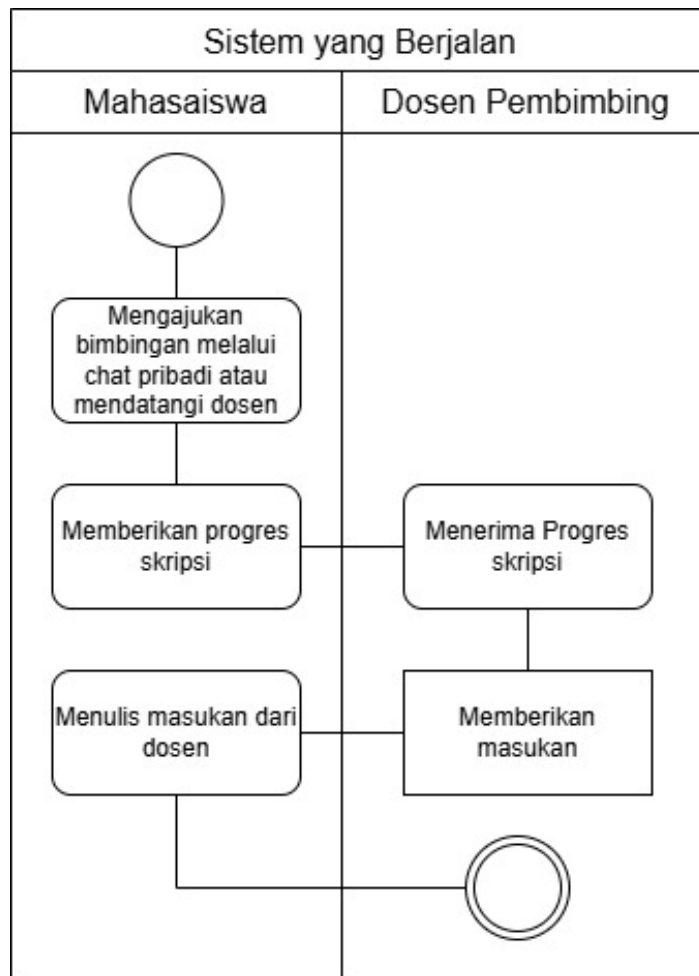 Sistem yang Berjalan
Mahasaiswa
Dosen Pembimbing
Mengajukan
bimbingan melalui
chat pribadi atau
mendatangi dosen
Memberikan progres
skripsi
Menerima Progres
skripsi
Menulis masukan dari
dosen
Memberikan
masukan